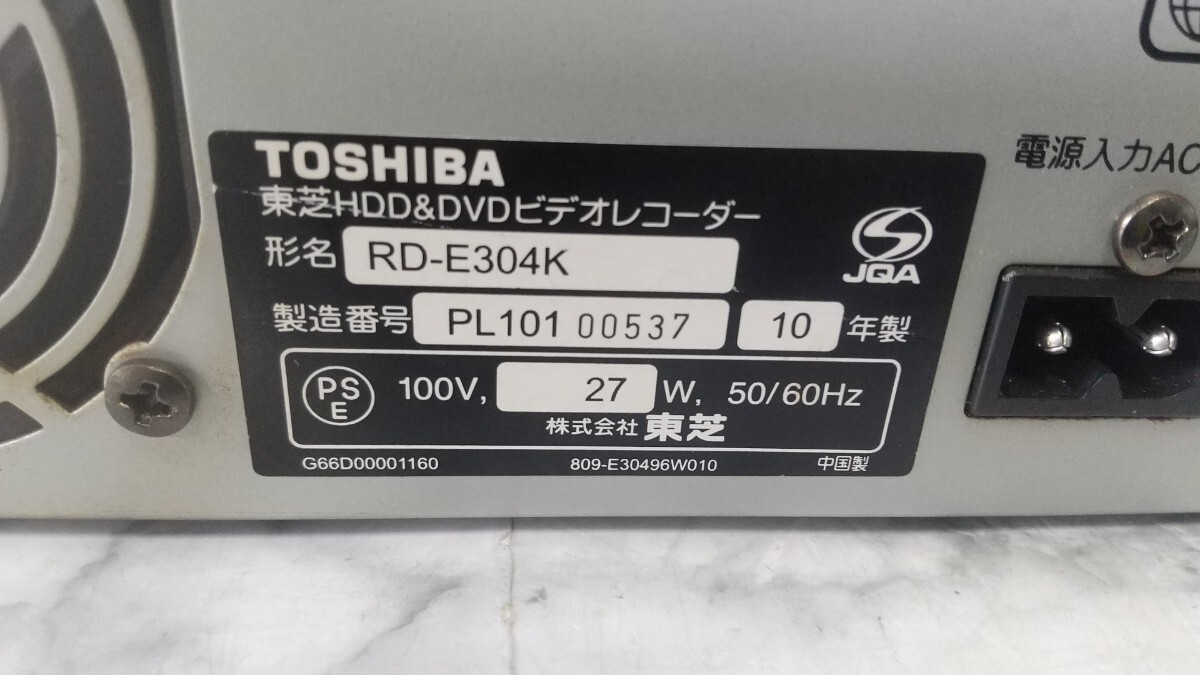 TOSHIBA
東芝HDD&DVDビデオレコーダー
形名 RD-E304K
JQA
製造番号 PL101 00537 10 年製
PSE 100V, 27 W, 50/60Hz
株式会社 東芝
G66D00001160 809-E30496W010 中国製
電源入力AC